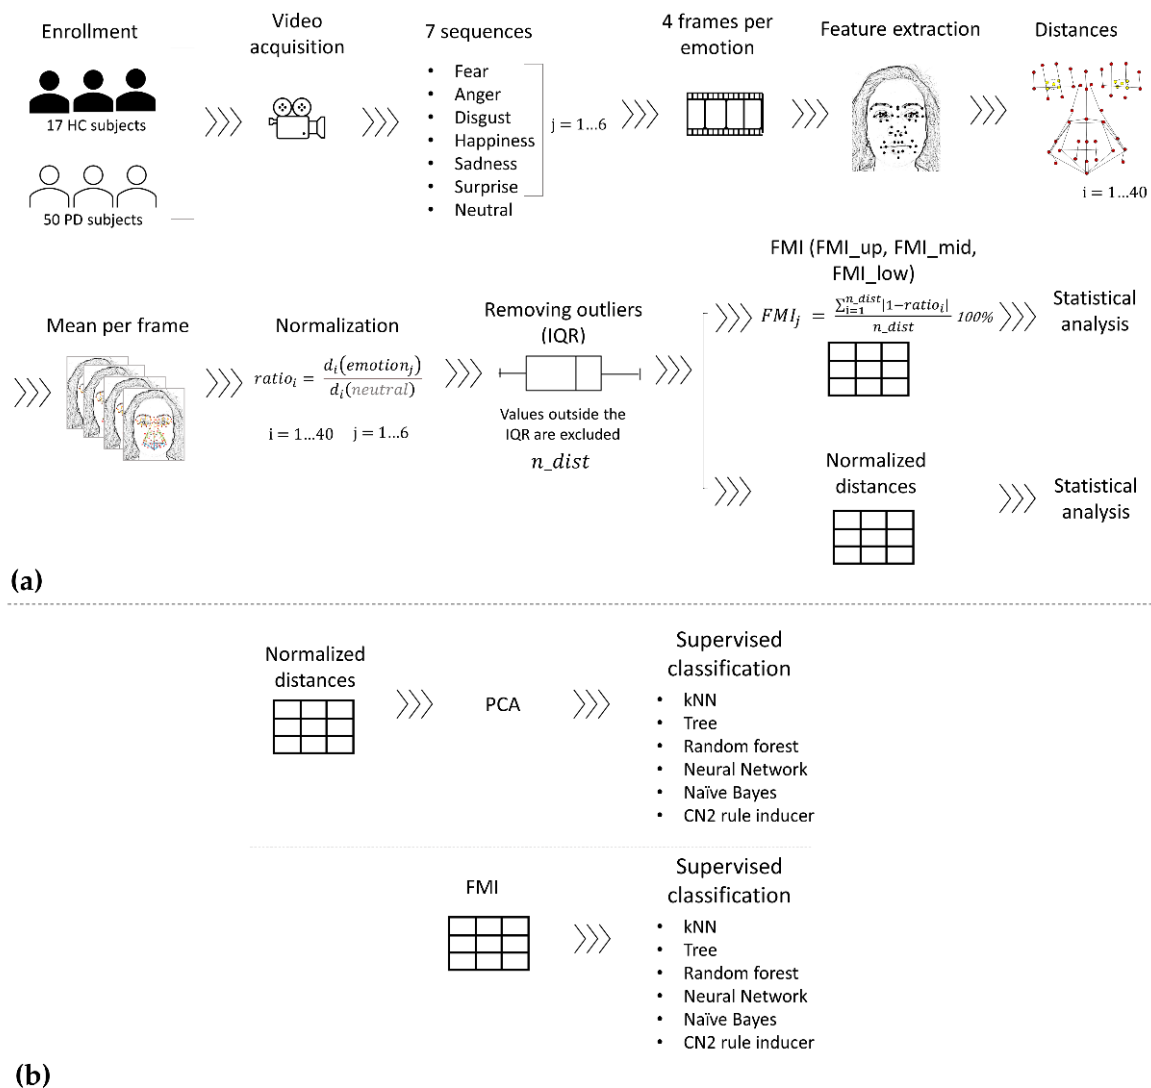 Enrollment
17 HC subjects
50 PD subjects
Video
acquisition
7 sequences
• Fear
• Anger
• Disgust
• Happiness
• Sadness
• Surprise
• Neutral
j = 1...6
4 frames per
emotion
Feature extraction
Distances
i = 1...40
Mean per frame
Normalization
ratio_i = d_i(emotion_j) / d_i(neutral)
i = 1...40 j = 1...6
Removing outliers
(IQR)
Values outside the
IQR are excluded
n_dist
FMI (FMI_up, FMI_mid,
FMI_low)
FMI_j = ∑_{i=1}^{n_dist}|1−ratio_i| / n_dist 100%
Statistical
analysis
Normalized
distances
Statistical
analysis
(a)
Normalized
distances
PCA
Supervised
classification
• kNN
• Tree
• Random forest
• Neural Network
• Naïve Bayes
• CN2 rule inducer
FMI
Supervised
classification
• kNN
• Tree
• Random forest
• Neural Network
• Naïve Bayes
• CN2 rule inducer
(b)